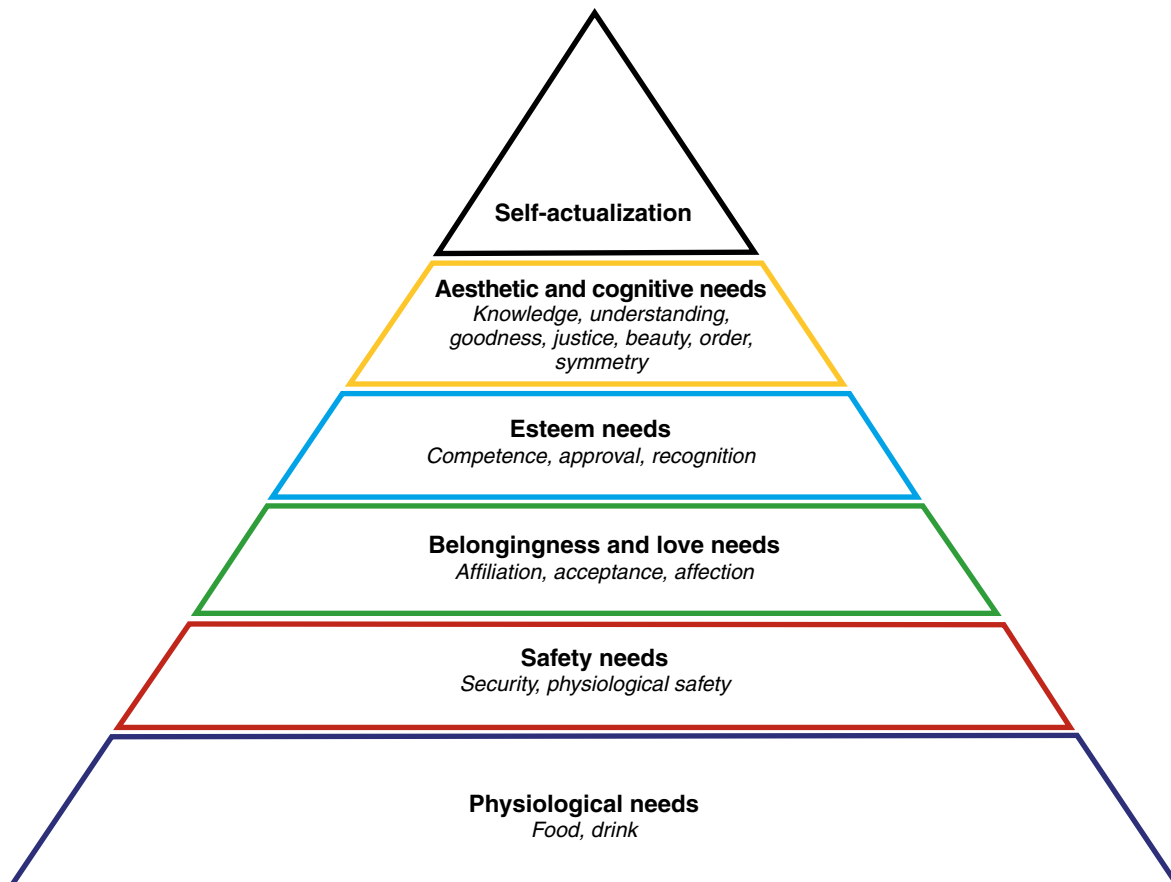 Self-actualization
Aesthetic and cognitive needs
Knowledge, understanding,
goodness, justice, beauty, order,
symmetry
Esteem needs
Competence, approval, recognition
Belongingness and love needs
Affiliation, acceptance, affection
Safety needs
Security, physiological safety
Physiological needs
Food, drink